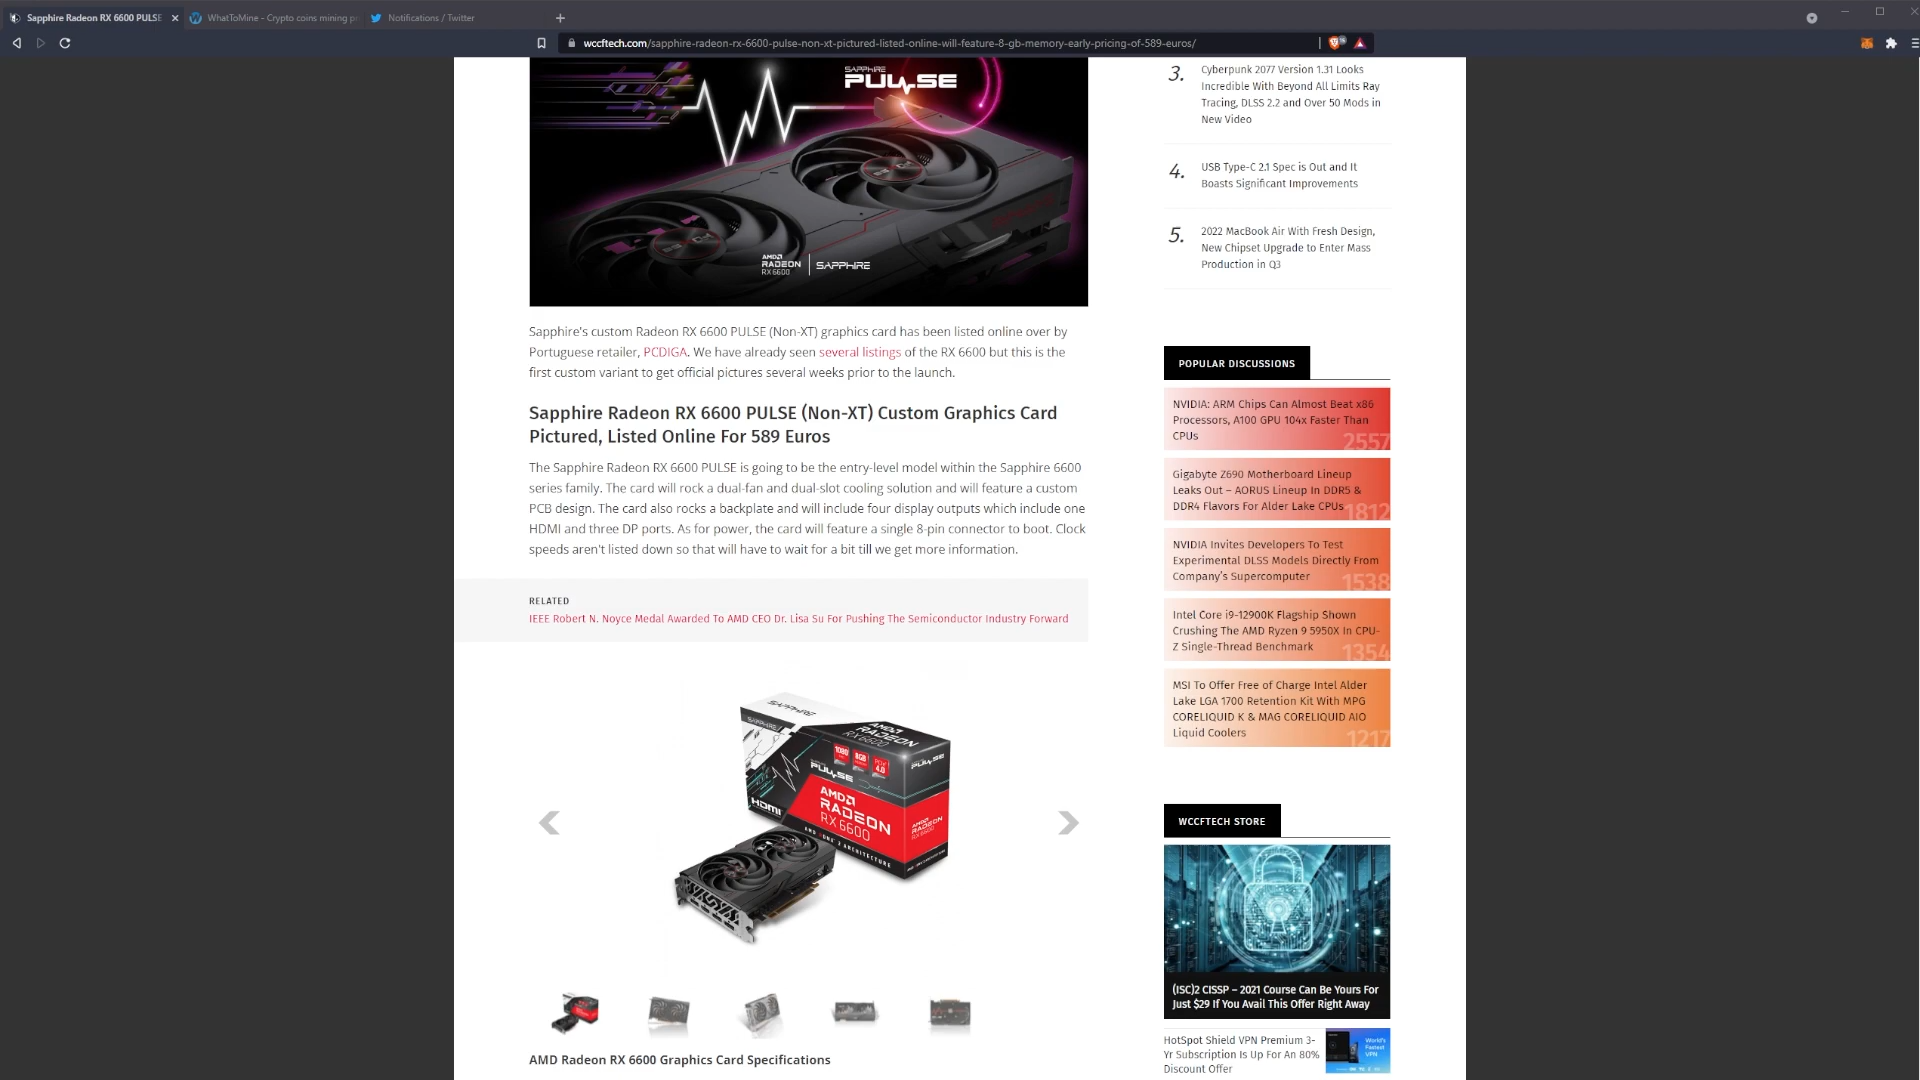 Sapphire Radeon RX 6600 PULSE
WhatToMine - Crypto coins mining pr
Notifications / Twitter
wccftech.com/sapphire-radeon-rx-6600-pulse-non-xt-pictured-listed-online-will-feature-8-gb-memory-early-pricing-of-589-euros/
SAPPHIRE
PULSE
AMD
RADEON
RX 6600
SAPPHIRE
Sapphire's custom Radeon RX 6600 PULSE (Non-XT) graphics card has been listed online over by
Portuguese retailer, PCDIGA. We have already seen several listings of the RX 6600 but this is the
first custom variant to get official pictures several weeks prior to the launch.
Sapphire Radeon RX 6600 PULSE (Non-XT) Custom Graphics Card
Pictured, Listed Online For 589 Euros
The Sapphire Radeon RX 6600 PULSE is going to be the entry-level model within the Sapphire 6600
series family. The card will rock a dual-fan and dual-slot cooling solution and will feature a custom
PCB design. The card also rocks a backplate and will include four display outputs which include one
HDMI and three DP ports. As for power, the card will feature a single 8-pin connector to boot. Clock
speeds aren't listed down so that will have to wait for a bit till we get more information.
RELATED
IEEE Robert N. Noyce Medal Awarded To AMD CEO Dr. Lisa Su For Pushing The Semiconductor Industry Forward
SAPPHIRE
SAPPHIRE
AMD
RADEON
RX 6600
1080
8GB
4.0
PULSE
PULSE
HDMI
AMD
RADEON
RX 6600
AMD
RADEON
RX 6600
AMD RDNA 2 ARCHITECTURE
AMD Radeon RX 6600 Graphics Card Specifications
3.
Cyberpunk 2077 Version 1.31 Looks
Incredible With Beyond All Limits Ray
Tracing, DLSS 2.2 and Over 50 Mods in
New Video
4.
USB Type-C 2.1 Spec is Out and It
Boasts Significant Improvements
5.
2022 MacBook Air With Fresh Design,
New Chipset Upgrade to Enter Mass
Production in Q3
POPULAR DISCUSSIONS
NVIDIA: ARM Chips Can Almost Beat x86
Processors, A100 GPU 104x Faster Than
CPUs
2557
Gigabyte Z690 Motherboard Lineup
Leaks Out – AORUS Lineup In DDR5 &
DDR4 Flavors For Alder Lake CPUs
1812
NVIDIA Invites Developers To Test
Experimental DLSS Models Directly From
Company's Supercomputer
1538
Intel Core i9-12900K Flagship Shown
Crushing The AMD Ryzen 9 5950X In CPU-
Z Single-Thread Benchmark
1354
MSI To Offer Free of Charge Intel Alder
Lake LGA 1700 Retention Kit With MPG
CORELIQUID K & MAG CORELIQUID AIO
Liquid Coolers
1217
WCCFTECH STORE
(ISC)2 CISSP – 2021 Course Can Be Yours For
Just $29 If You Avail This Offer Right Away
HotSpot Shield VPN Premium 3-
Yr Subscription Is Up For An 80%
Discount Offer
World's
Fastest
VPN